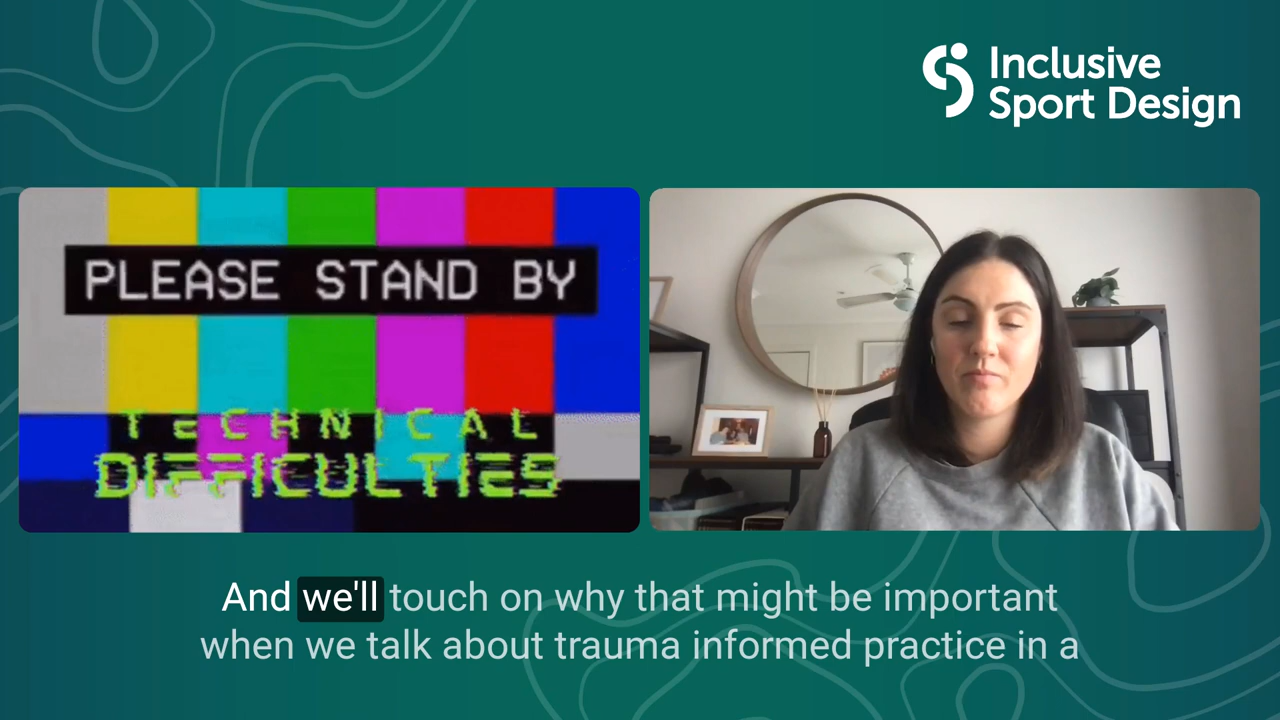 Inclusive
Sport Design
PLEASE STAND BY
TECHNICAL
DIFFICULTIES
And we'll touch on why that might be important
when we talk about trauma informed practice in a